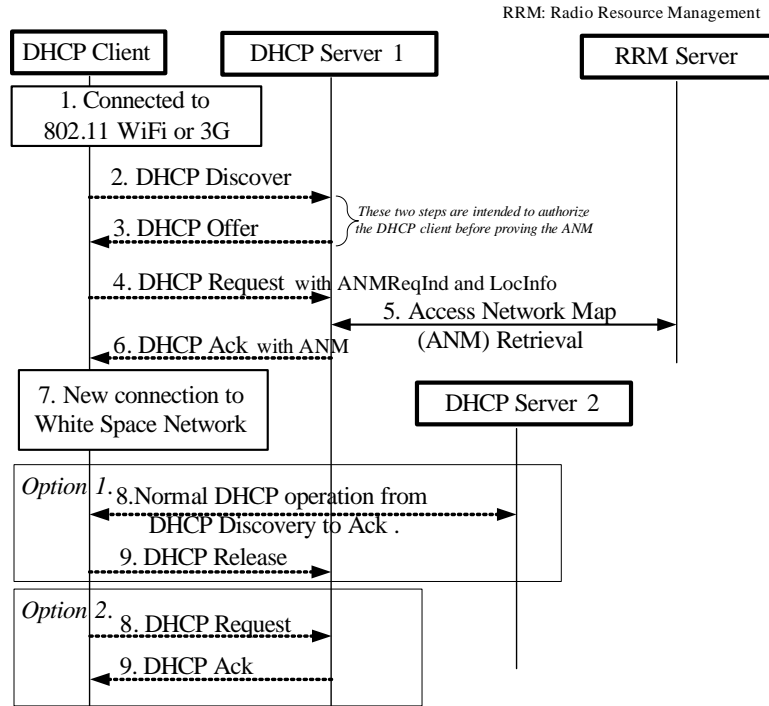 RRM: Radio Resource Management
DHCP Client
DHCP Server 1
RRM Server
1. Connected to
802.11 WiFi or 3G
2. DHCP Discover
These two steps are intended to authorize
the DHCP client before proving the ANM
3. DHCP Offer
4. DHCP Request with ANMReqInd and LocInfo
5. Access Network Map
(ANM) Retrieval
6. DHCP Ack with ANM
7. New connection to
White Space Network
DHCP Server 2
Option 1.
8.Normal DHCP operation from
DHCP Discovery to Ack .
9. DHCP Release
Option 2.
8. DHCP Request
9. DHCP Ack